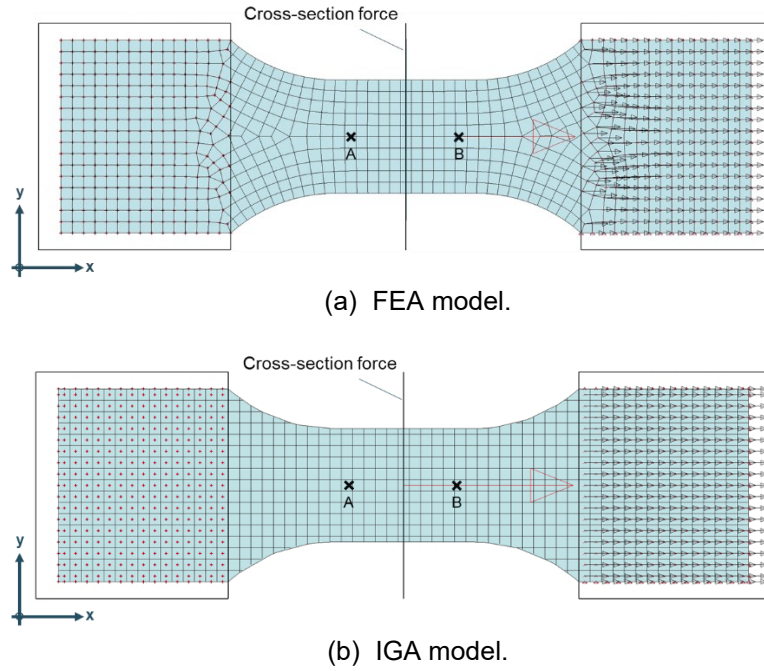 Cross-section force
A
B
y
x
(a) FEA model.
Cross-section force
A
B
y
x
(b) IGA model.